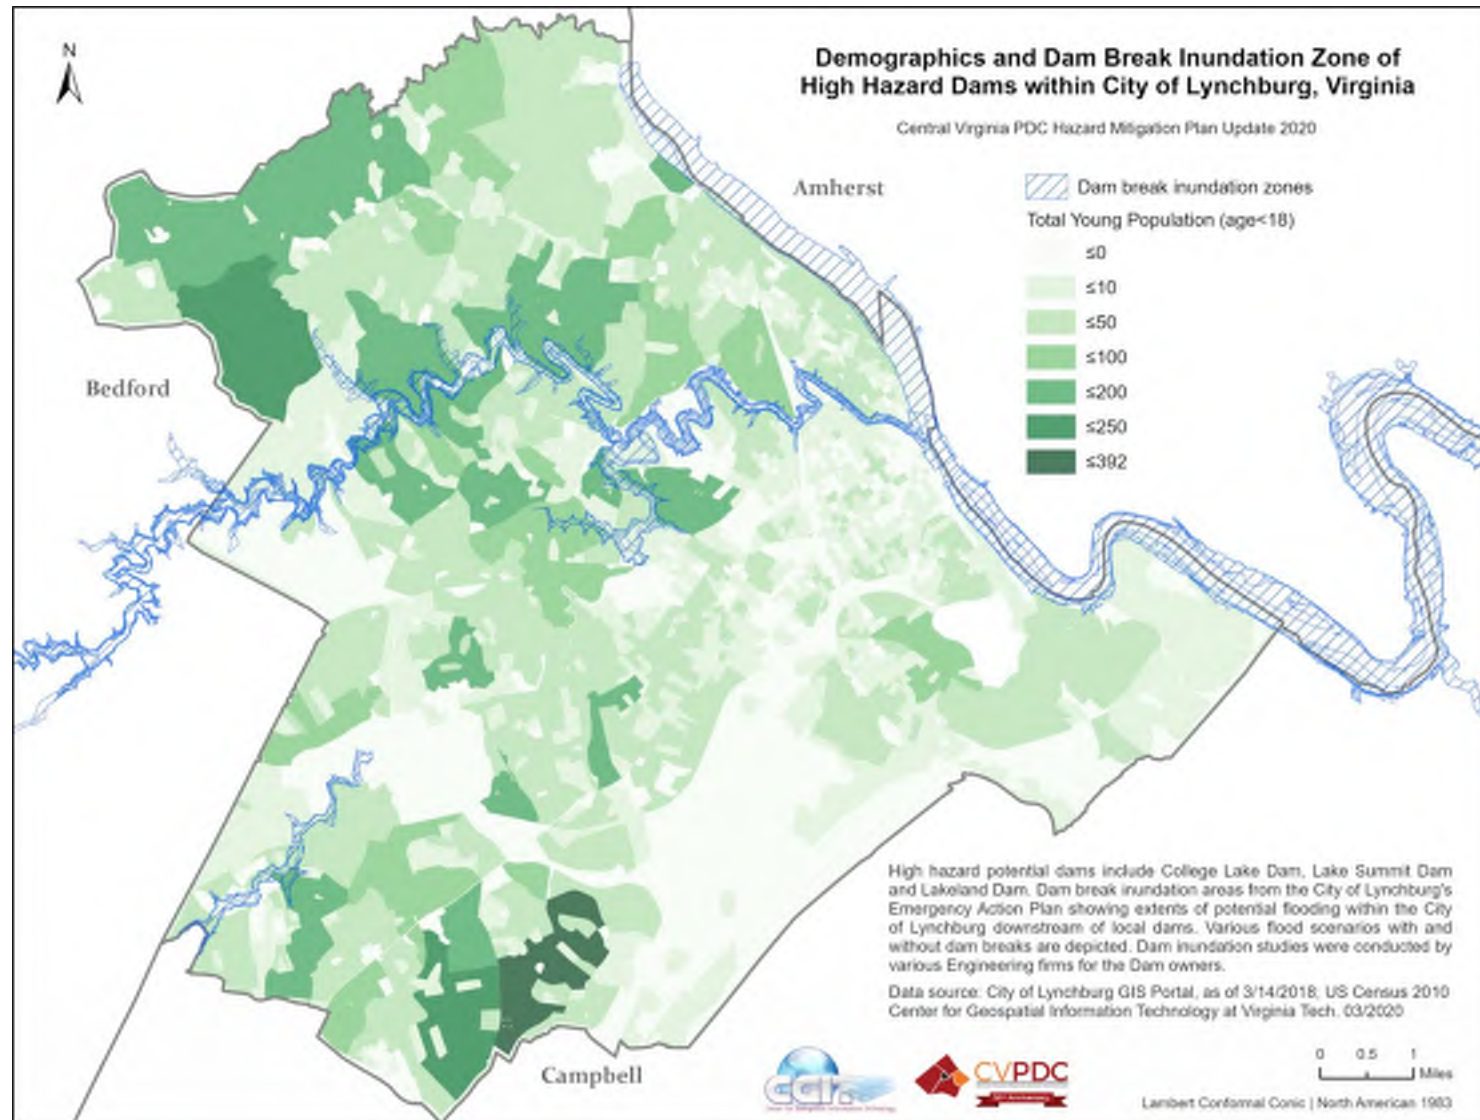 N
Demographics and Dam Break Inundation Zone of
High Hazard Dams within City of Lynchburg, Virginia
Central Virginia PDC Hazard Mitigation Plan Update 2020
Amherst
Dam break inundation zones
Total Young Population (age<18)
≤0
≤10
≤50
≤100
≤200
≤250
≤392
Bedford
High hazard potential dams include College Lake Dam, Lake Summit Dam
and Lakeland Dam. Dam break inundation areas from the City of Lynchburg's
Emergency Action Plan showing extents of potential flooding within the City
of Lynchburg downstream of local dams. Various flood scenarios with and
without dam breaks are depicted. Dam inundation studies were conducted by
various Engineering firms for the Dam owners.
Data source: City of Lynchburg GIS Portal, as of 3/14/2018; US Census 2010
Center for Geospatial Information Technology at Virginia Tech. 03/2020
Campbell
CGIT
CVPDC
0 0.5 1
Miles
Lambert Conformal Conic | North American 1983